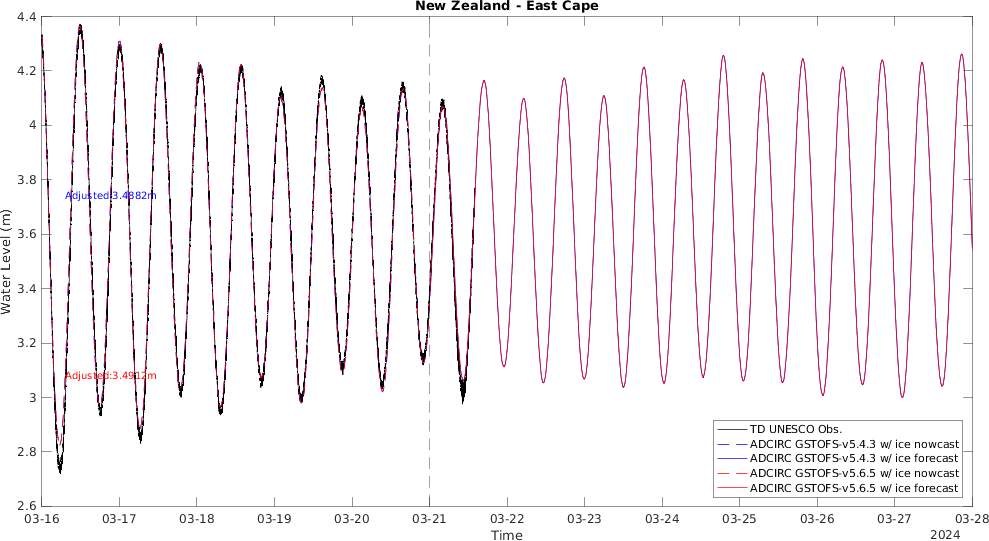 New Zealand - East Cape
4.4
4.2
4
3.8
3.6
3.4
3.2
3
2.8
2.6
Water Level (m)
Adjusted:3.4882m
Adjusted:3.4912m
TD UNESCO Obs.
ADCIRC GSTOFS-v5.4.3 w/ ice nowcast
ADCIRC GSTOFS-v5.4.3 w/ ice forecast
ADCIRC GSTOFS-v5.6.5 w/ ice nowcast
ADCIRC GSTOFS-v5.6.5 w/ ice forecast
03-16 03-17 03-18 03-19 03-20 03-21 03-22 03-23 03-24 03-25 03-26 03-27 03-28
Time
2024